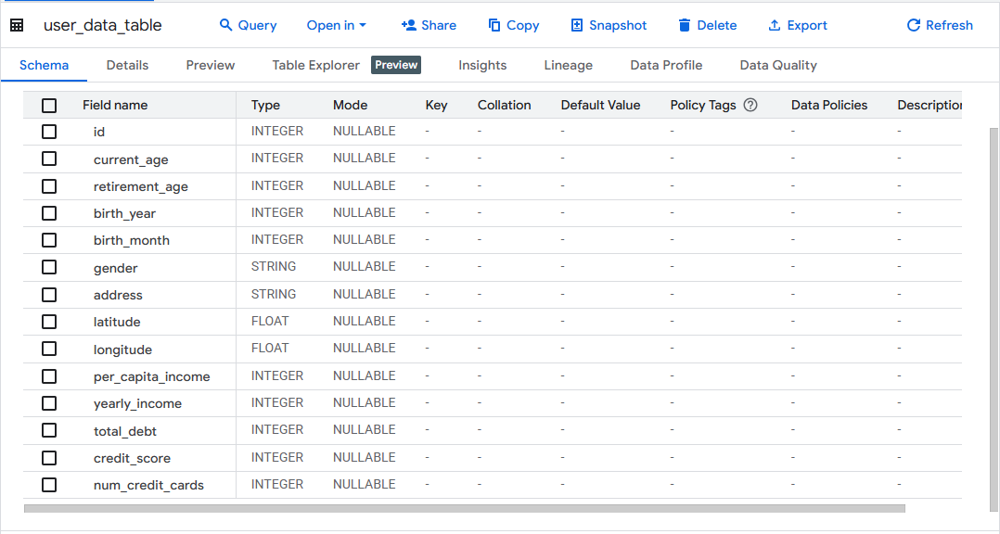 user_data_table Query Open in Share Copy Snapshot Delete Export Refresh
Schema Details Preview Table Explorer Preview Insights Lineage Data Profile Data Quality
Field name Type Mode Key Collation Default Value Policy Tags ? Data Policies Description
id INTEGER NULLABLE - - - - - -
current_age INTEGER NULLABLE - - - - - -
retirement_age INTEGER NULLABLE - - - - - -
birth_year INTEGER NULLABLE - - - - - -
birth_month INTEGER NULLABLE - - - - - -
gender STRING NULLABLE - - - - - -
address STRING NULLABLE - - - - - -
latitude FLOAT NULLABLE - - - - - -
longitude FLOAT NULLABLE - - - - - -
per_capita_income INTEGER NULLABLE - - - - - -
yearly_income INTEGER NULLABLE - - - - - -
total_debt INTEGER NULLABLE - - - - - -
credit_score INTEGER NULLABLE - - - - - -
num_credit_cards INTEGER NULLABLE - - - - - -